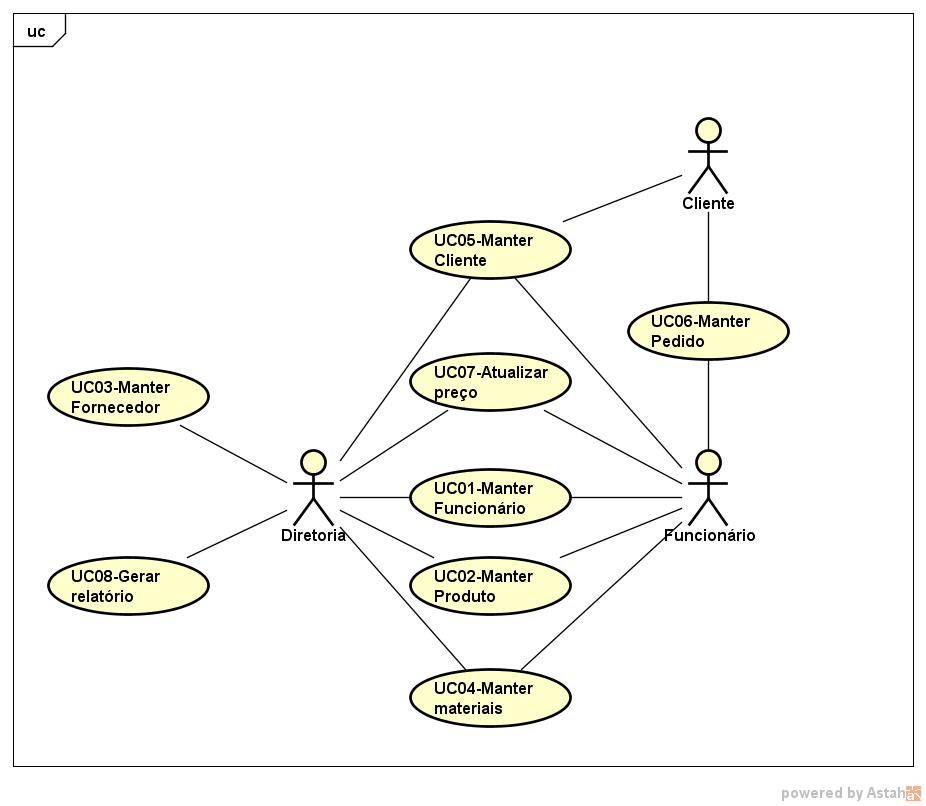 uc
Cliente
UC05-Manter
Cliente
UC06-Manter
Pedido
UC07-Atualizar
preço
UC03-Manter
Fornecedor
UC01-Manter
Funcionário
Diretoria
Funcionário
UC08-Gerar
relatório
UC02-Manter
Produto
UC04-Manter
materiais
powered by Astah